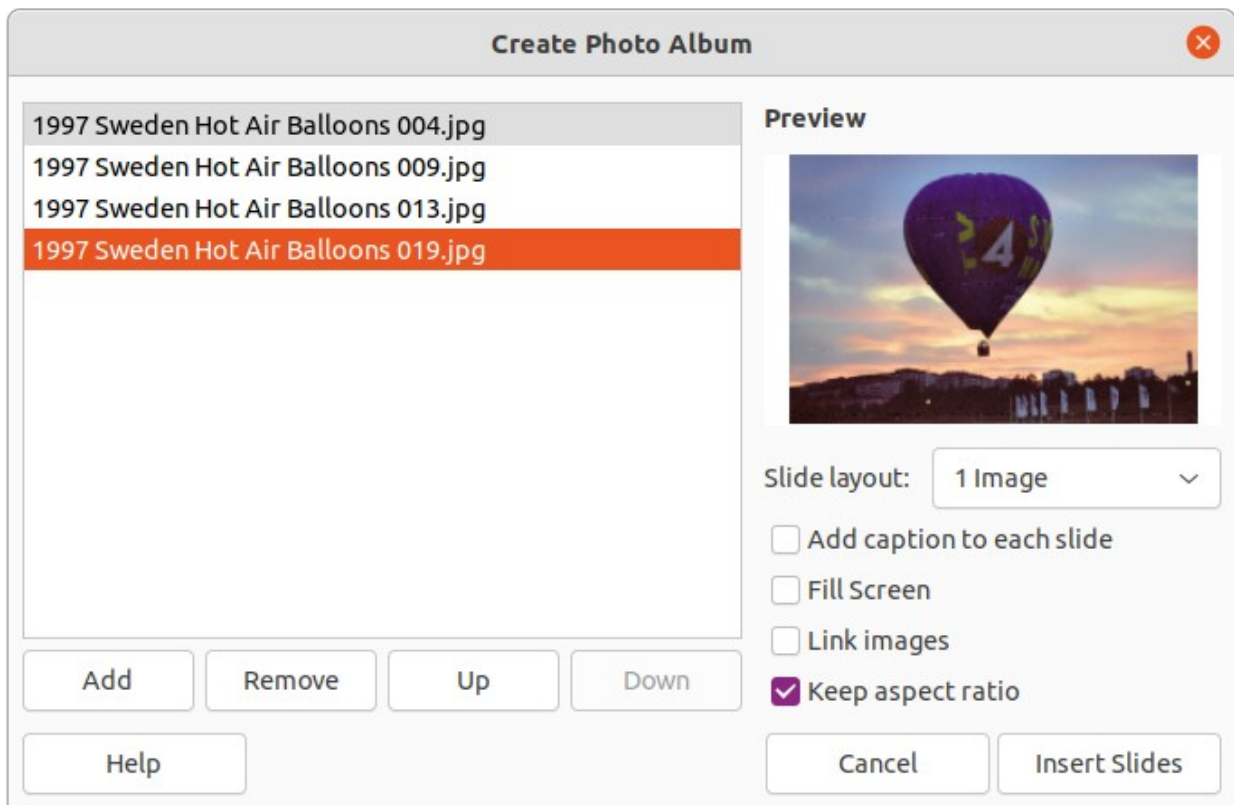 Create Photo Album
1997 Sweden Hot Air Balloons 004.jpg
1997 Sweden Hot Air Balloons 009.jpg
1997 Sweden Hot Air Balloons 013.jpg
1997 Sweden Hot Air Balloons 019.jpg
Add
Remove
Up
Down
Help
Preview
4
Slide layout:
1 Image
Add caption to each slide
Fill Screen
Link images
Keep aspect ratio
Cancel
Insert Slides